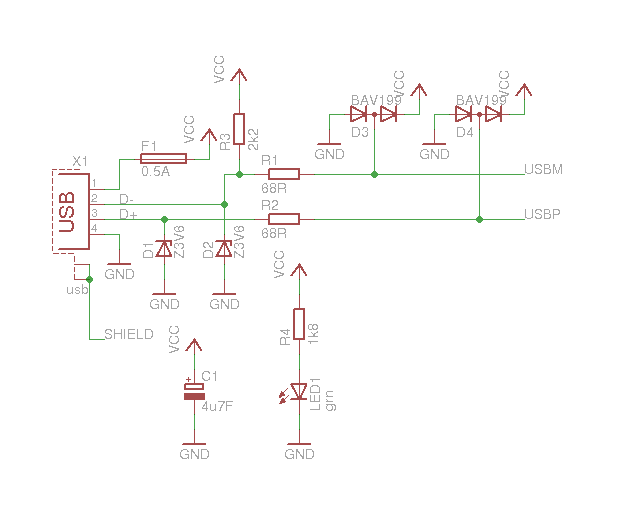 VCC
BAV199
VCC
BAV199
VCC
VCC
R3
2k2
D3
D4
GND
GND
F1
0.5A
X1
USB
1
2
3
4
D-
D+
R1
68R
R2
68R
USBM
USBP
D1
Z3V6
D2
Z3V6
GND
GND
GND
usb
SHIELD
VCC
R4
1k8
VCC
C1
+
4u7F
LED1
grn
GND
GND